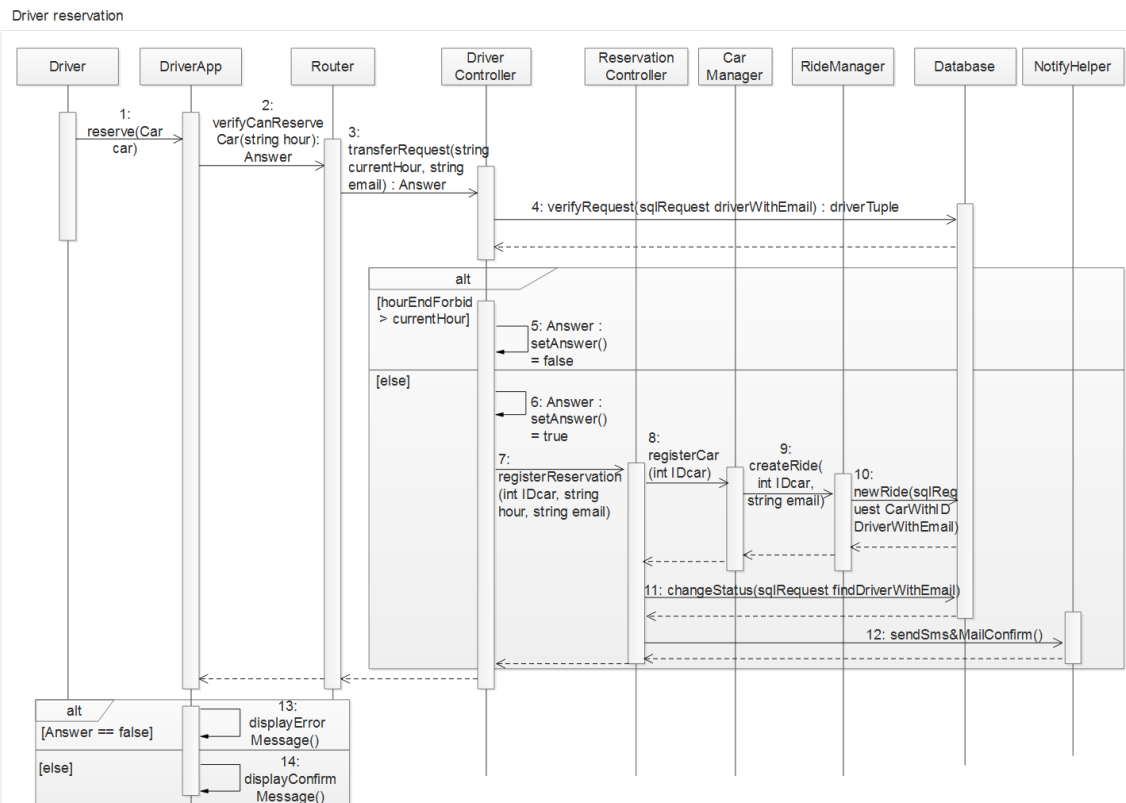 Driver reservation
Driver
DriverApp
Router
Driver
Controller
Reservation
Controller
Car
Manager
RideManager
Database
NotifyHelper
1:
reserve(Car
car)
2:
verifyCanReserve
Car(string hour):
Answer
3:
transferRequest(string
currentHour, string
email) : Answer
4: verifyRequest(sqlRequest driverWithEmail) : driverTuple
alt
[hourEndForbid
> currentHour]
5: Answer :
setAnswer()
= false
[else]
6: Answer :
setAnswer()
= true
7:
registerReservation
(int IDcar, string
hour, string email)
8:
registerCar
(int IDcar)
9:
createRide(
int IDcar,
string email)
10:
newRide(sqlReq
uest CarWithID
DriverWithEmail)
11: changeStatus(sqlRequest findDriverWithEmail)
12: sendSms&MailConfirm()
alt
[Answer == false]
13:
displayError
Message()
[else]
14:
displayConfirm
Message()